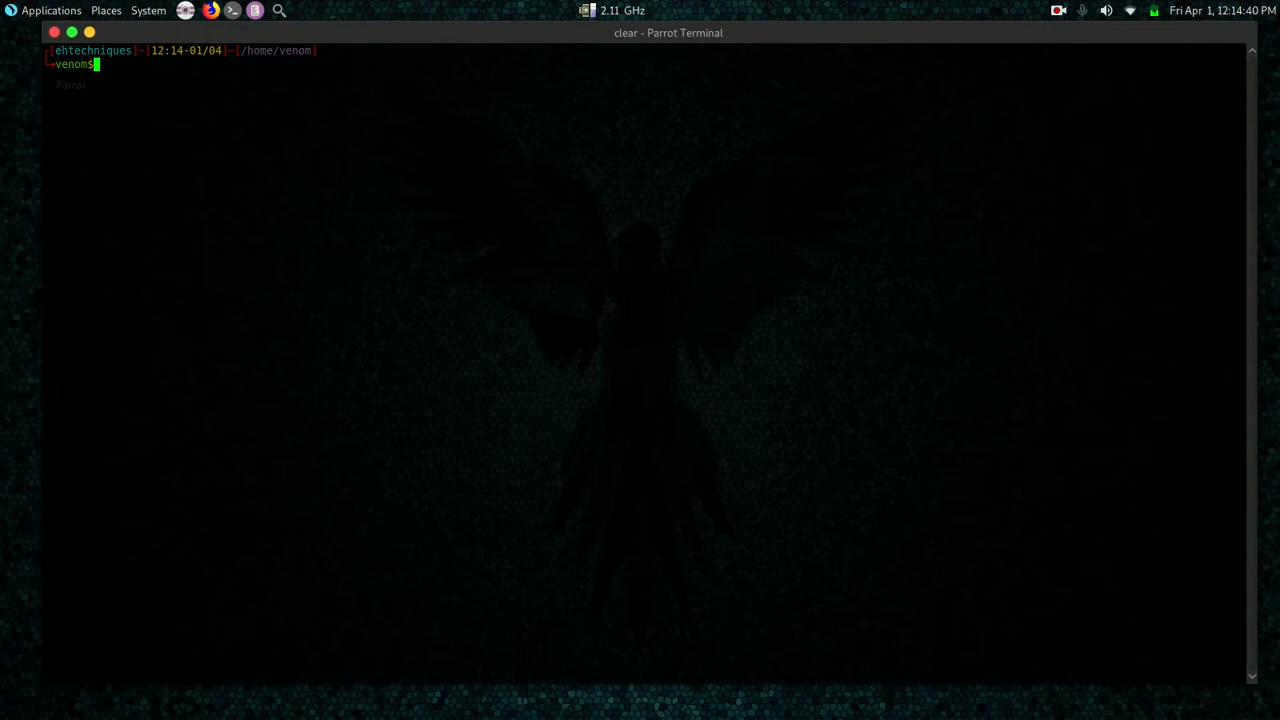 Applications Places System 2.11 GHz Fri Apr 1, 12:14:40 PM
clear - Parrot Terminal
┌[ehtechniques]─[12:14-01/04]─[/home/venom]
└╼venom$
Parrot